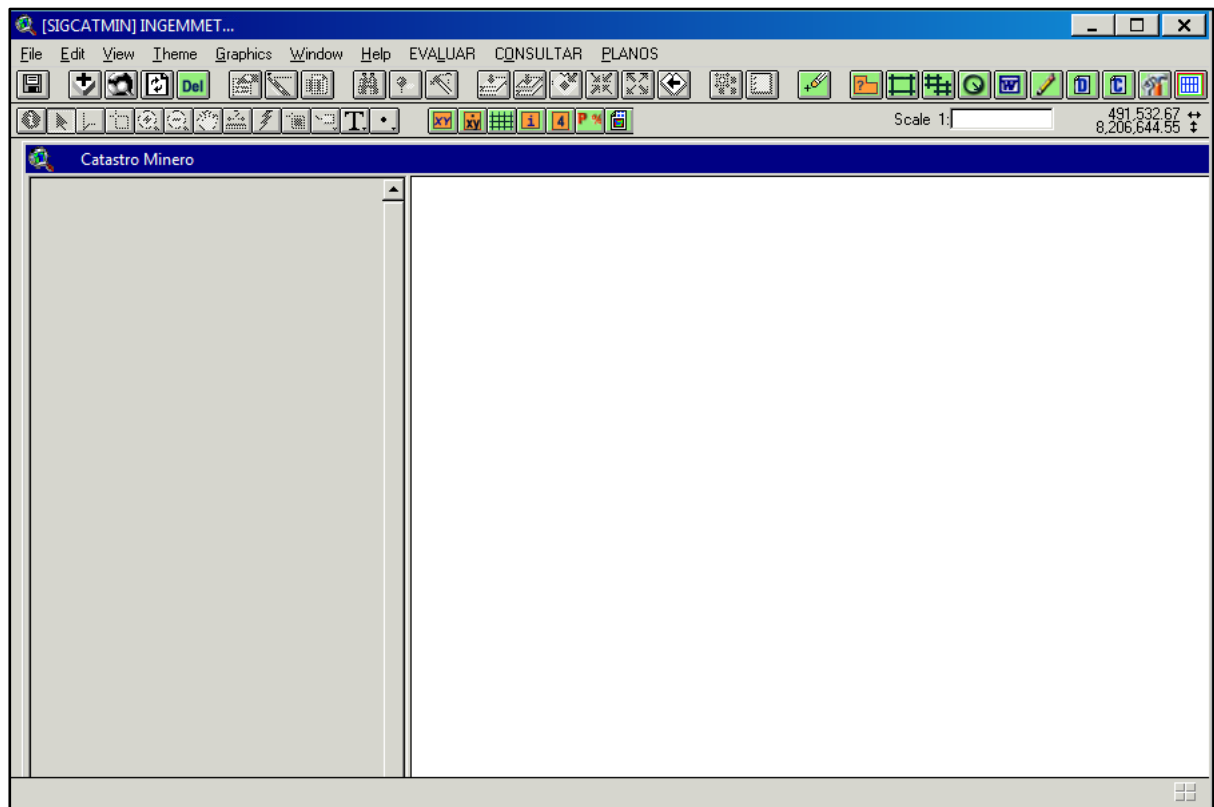 [SIGCATMIN] INGEMMET...
File Edit View Theme Graphics Window Help EVALUAR CONSULTAR PLANOS
Del ? W D C
T XY xy i 4 P % Scale 1: 491,532.67
8,206,644.55
Catastro Minero